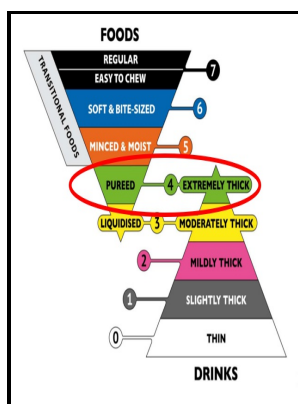 FOODS
TRANSITIONAL FOODS
REGULAR
EASY TO CHEW
7
SOFT & BITE-SIZED
6
MINCED & MOIST
5
PUREED
4
EXTREMELY THICK
LIQUIDISED
3
MODERATELY THICK
2
MILDLY THICK
1
SLIGHTLY THICK
0
THIN
DRINKS